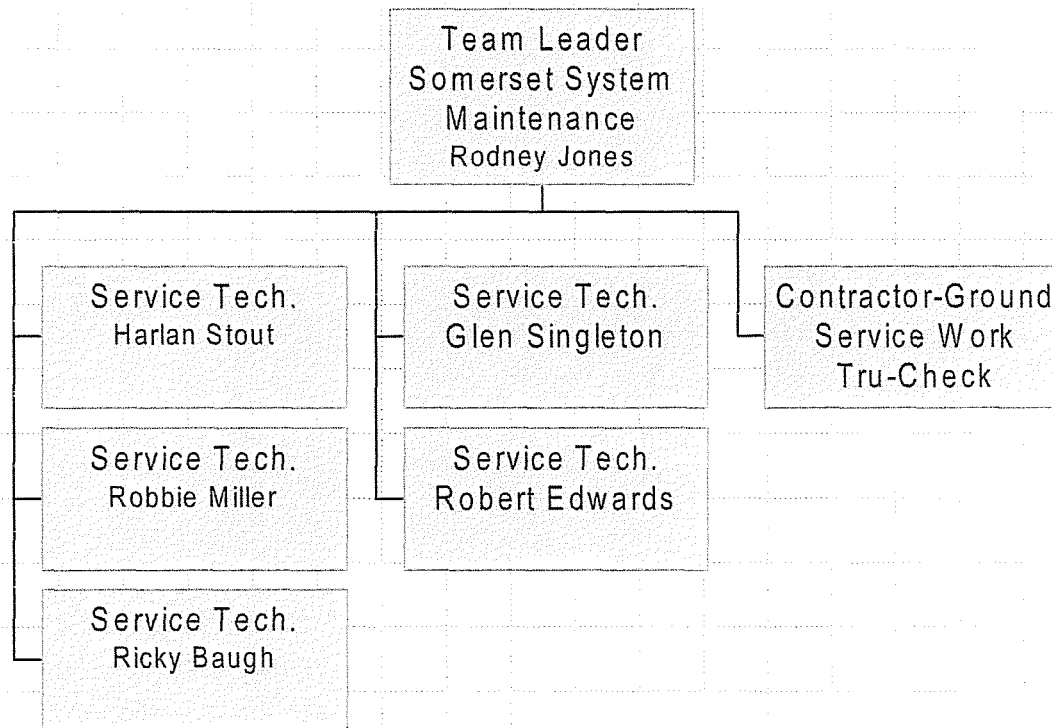 Team Leader
Somerset System
Maintenance
Rodney Jones
Service Tech.
Harlan Stout
Service Tech.
Glen Singleton
Contractor-Ground
Service Work
Tru-Check
Service Tech.
Robbie Miller
Service Tech.
Robert Edwards
Service Tech.
Ricky Baugh